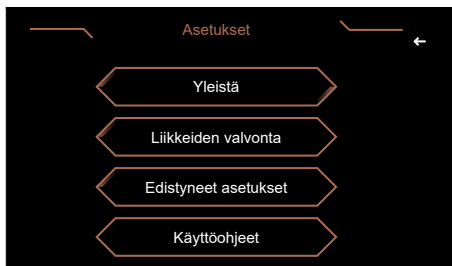 Asetukset
Yleistä
Liikkeiden valvonta
Edistyneet asetukset
Käyttöohjeet